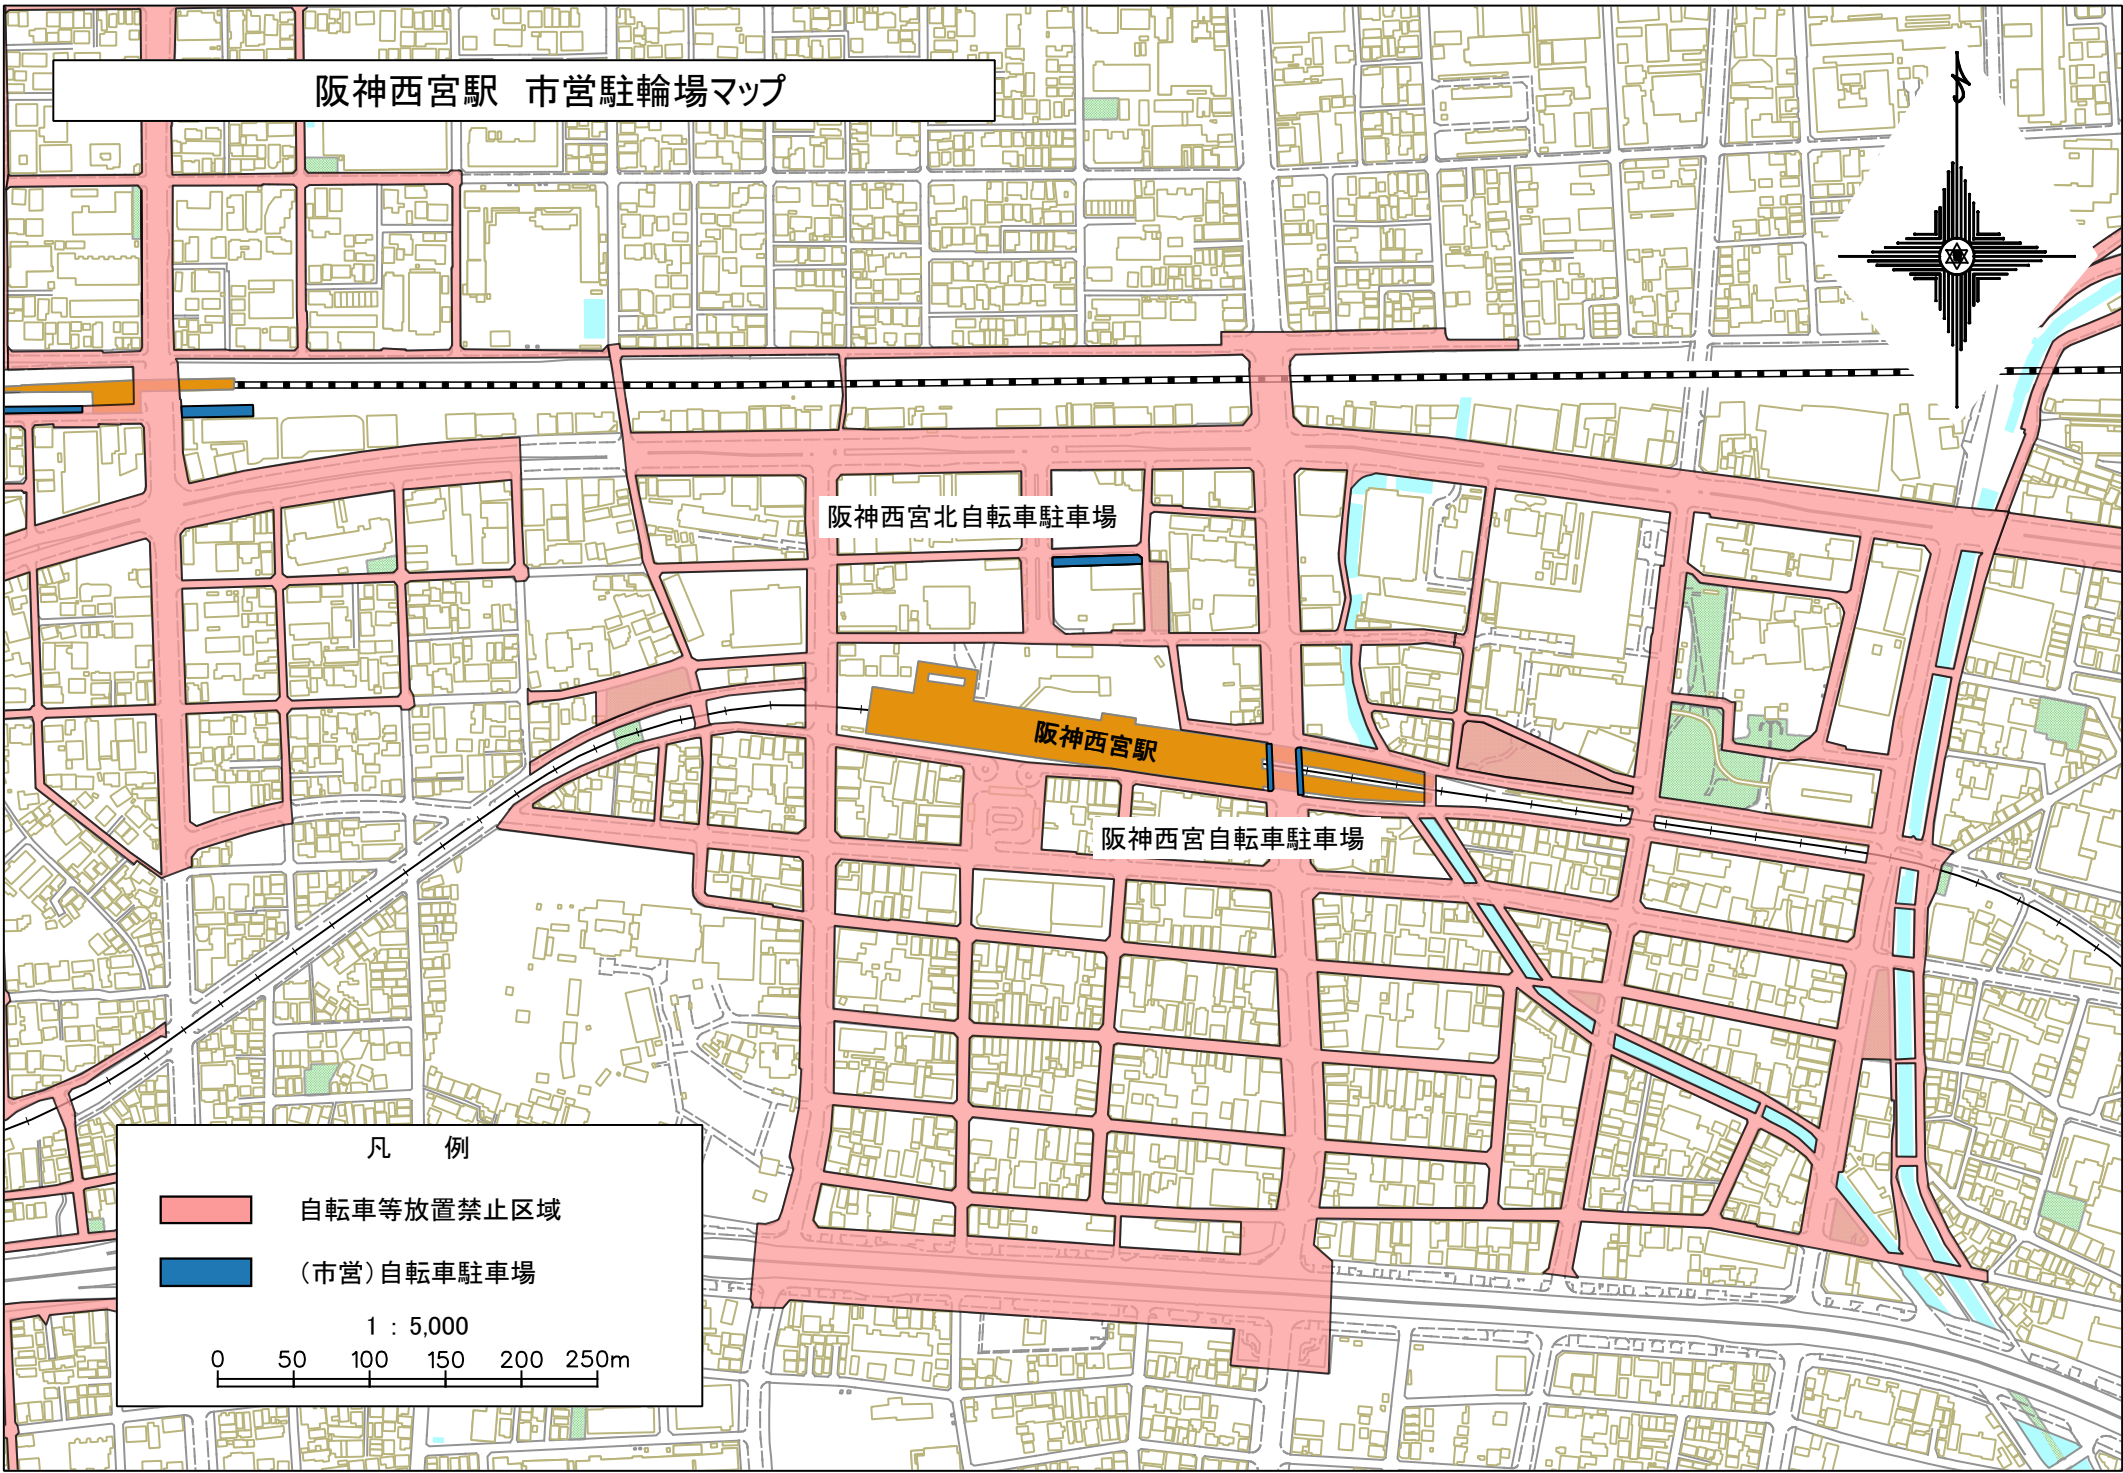 阪神西宮駅　市営駐輪場マップ
阪神西宮北自転車駐車場
阪神西宮駅
阪神西宮自転車駐車場
凡　例
自転車等放置禁止区域
（市営）自転車駐車場
1 : 5,000
0 50 100 150 200 250m